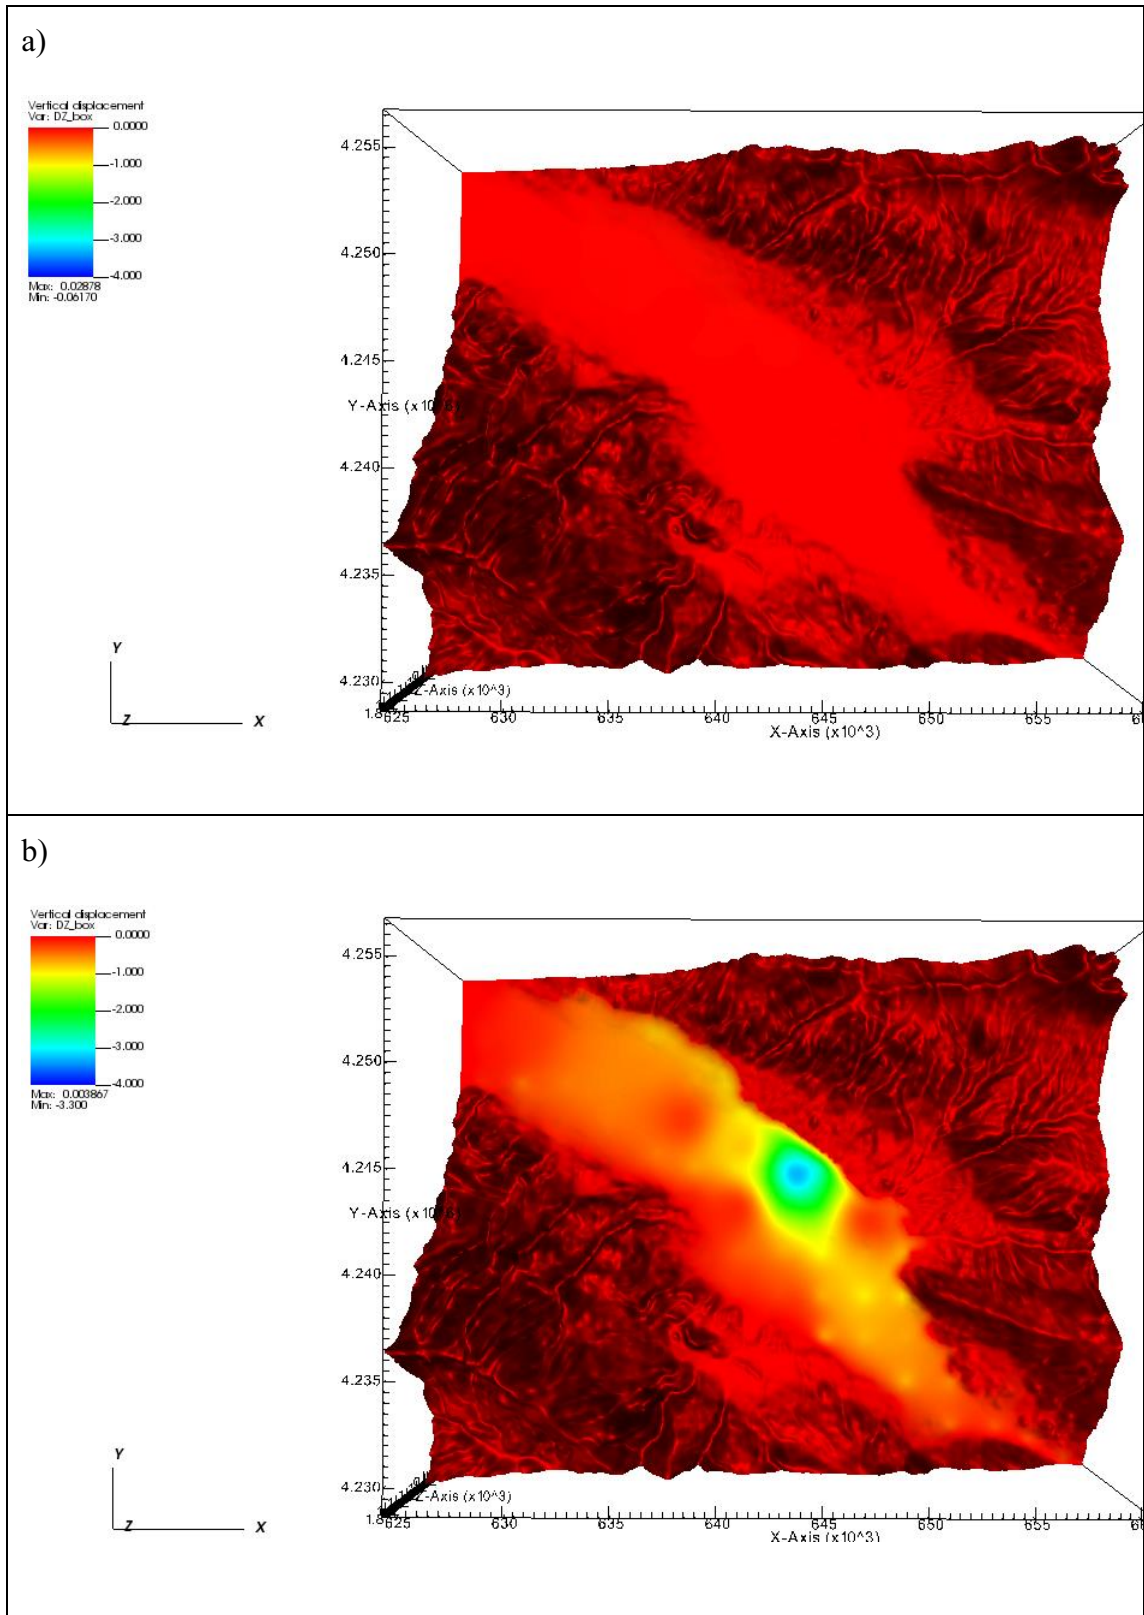 a)
Vertical displacement
Var: DZ_box
0.0000
-1.000
-2.000
-3.000
-4.000
Max: 0.02878
Min: -0.06170
4.255
4.250
4.245
Y-Axis (x10^6)
4.240
4.235
4.230
Z-Axis (x10^3)
625
630
635
640
645
650
655
X-Axis (x10^3)
Y
Z
X
b)
Vertical displacement
Var: DZ_box
0.0000
-1.000
-2.000
-3.000
-4.000
Max: 0.003867
Min: -3.300
4.255
4.250
4.245
Y-Axis (x10^6)
4.240
4.235
4.230
Z-Axis (x10^3)
625
630
635
640
645
650
655
X-Axis (x10^3)
Y
Z
X